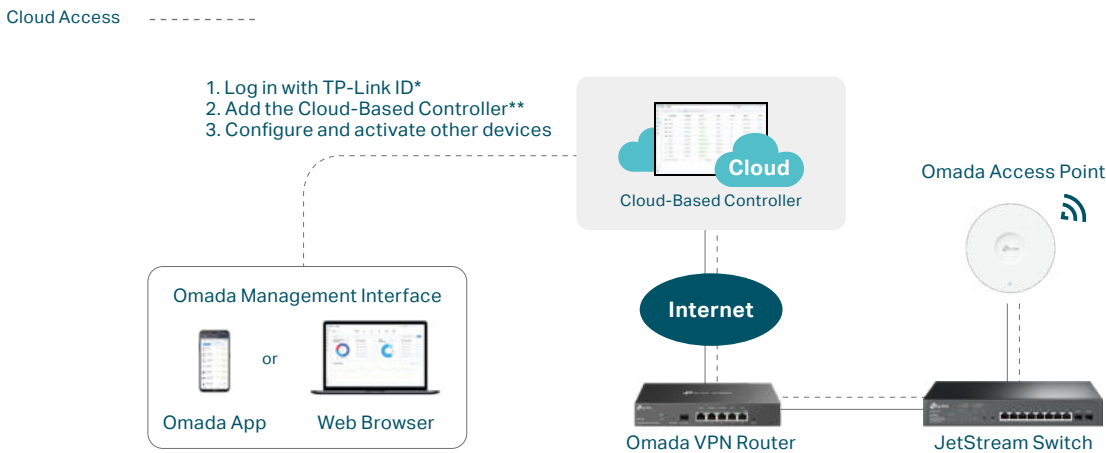 Cloud Access
1. Log in with TP-Link ID*
2. Add the Cloud-Based Controller**
3. Configure and activate other devices
Cloud
Cloud-Based Controller
Omada Access Point
Omada Management Interface
or
Omada App
Web Browser
Internet
Omada VPN Router
JetStream Switch